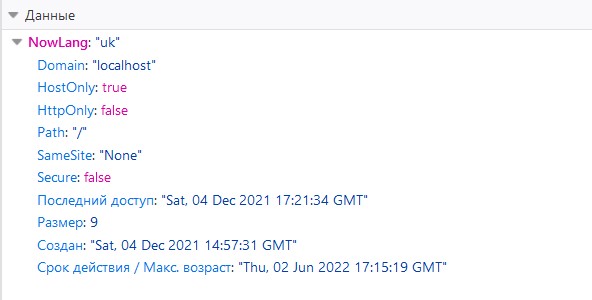 Данные
NowLang: "uk"
Domain: "localhost"
HostOnly: true
HttpOnly: false
Path: "/"
SameSite: "None"
Secure: false
Последний доступ: "Sat, 04 Dec 2021 17:21:34 GMT"
Размер: 9
Создан: "Sat, 04 Dec 2021 14:57:31 GMT"
Срок действия / Макс. возраст: "Thu, 02 Jun 2022 17:15:19 GMT"